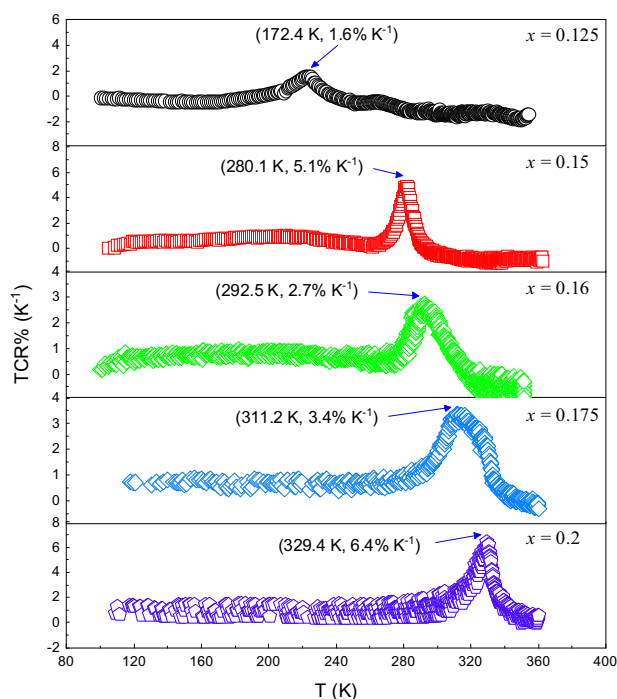 6
4
2
0
-2
(172.4 K, 1.6% K-1)
x = 0.125
8
6
4
2
0
(280.1 K, 5.1% K-1)
x = 0.15
4
3
2
1
0
(292.5 K, 2.7% K-1)
x = 0.16
4
3
2
1
0
(311.2 K, 3.4% K-1)
x = 0.175
8
6
4
2
0
(329.4 K, 6.4% K-1)
x = 0.2
TCR% (K-1)
80 120 160 200 240 280 320 360 400
T (K)